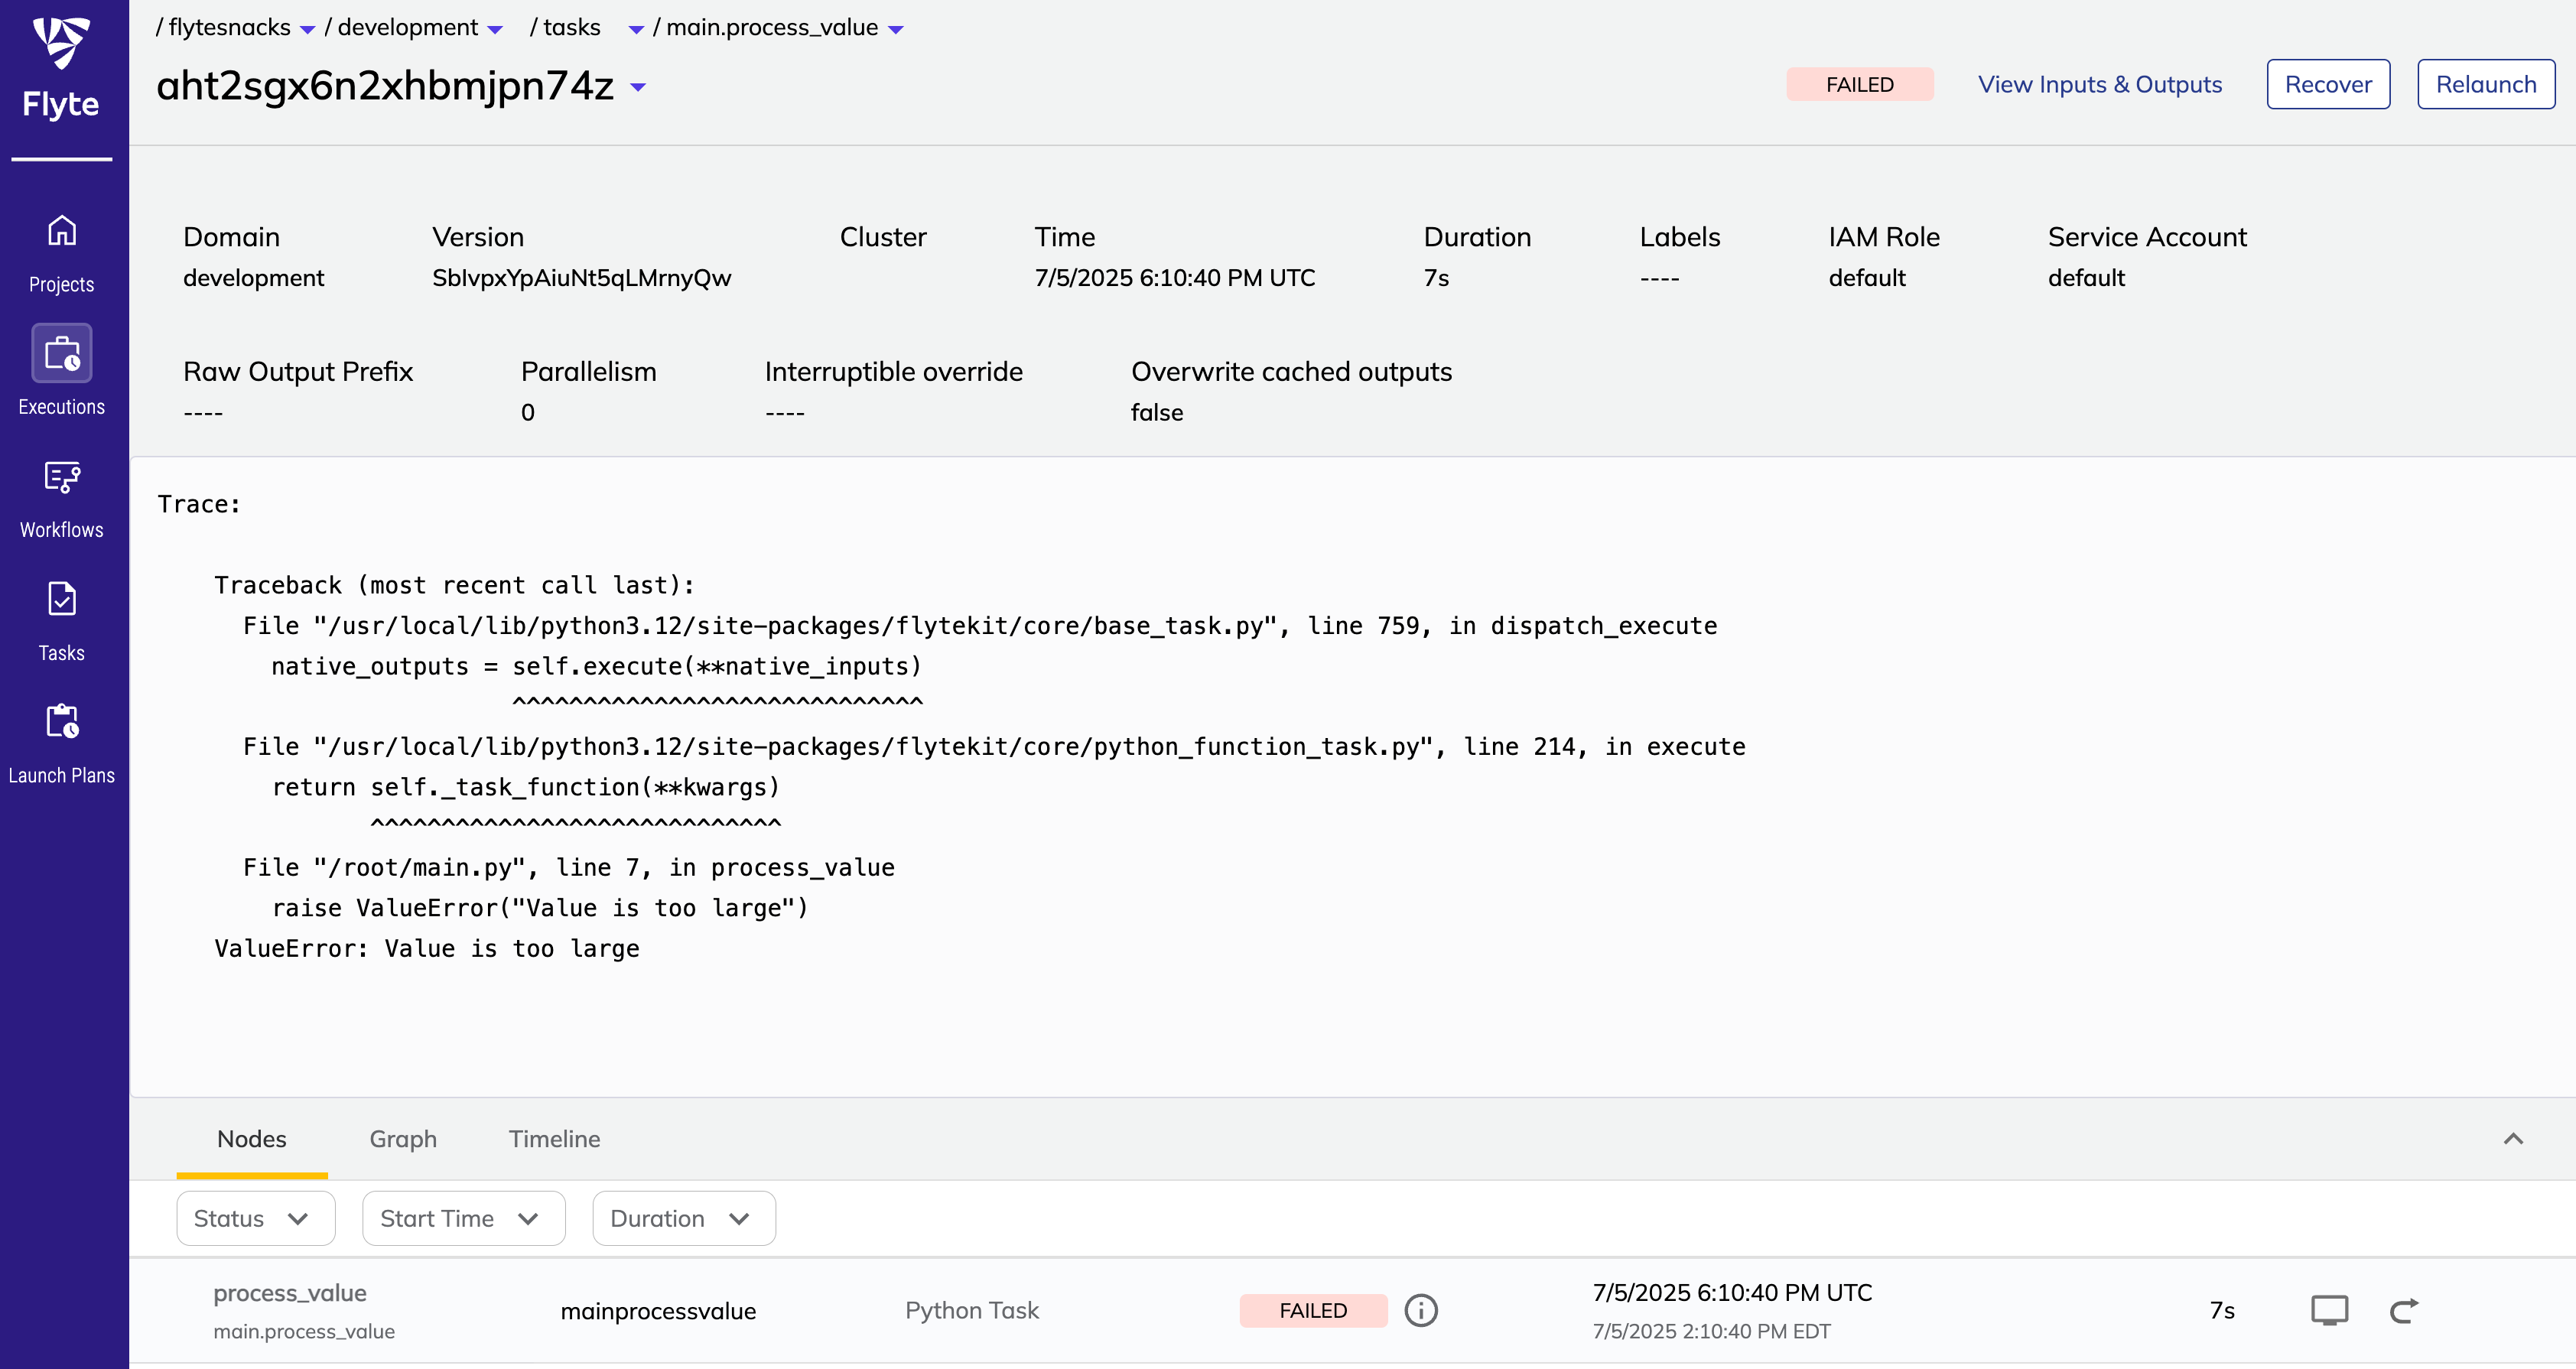 Flyte
Projects
Executions
Workflows
Tasks
Launch Plans
/ flytesnacks / development / tasks / main.process_value
aht2sgx6n2xhbmjpn74z
FAILED View Inputs & Outputs Recover Relaunch
Domain Version Cluster Time Duration Labels IAM Role Service Account
development SbIvpxYpAiuNt5qLMrnyQw 7/5/2025 6:10:40 PM UTC 7s ---- default default
Raw Output Prefix Parallelism Interruptible override Overwrite cached outputs
---- 0 ---- false
Trace:
Traceback (most recent call last):
File "/usr/local/lib/python3.12/site-packages/flytekit/core/base_task.py", line 759, in dispatch_execute
native_outputs = self.execute(**native_inputs)
^^^^^^^^^^^^^^^^^^^^^^^^^^^^^
File "/usr/local/lib/python3.12/site-packages/flytekit/core/python_function_task.py", line 214, in execute
return self._task_function(**kwargs)
^^^^^^^^^^^^^^^^^^^^^^^^^^^^^
File "/root/main.py", line 7, in process_value
raise ValueError("Value is too large")
ValueError: Value is too large
Nodes Graph Timeline
Status Start Time Duration
process_value mainprocessvalue Python Task FAILED 7/5/2025 6:10:40 PM UTC 7s
main.process_value 7/5/2025 2:10:40 PM EDT